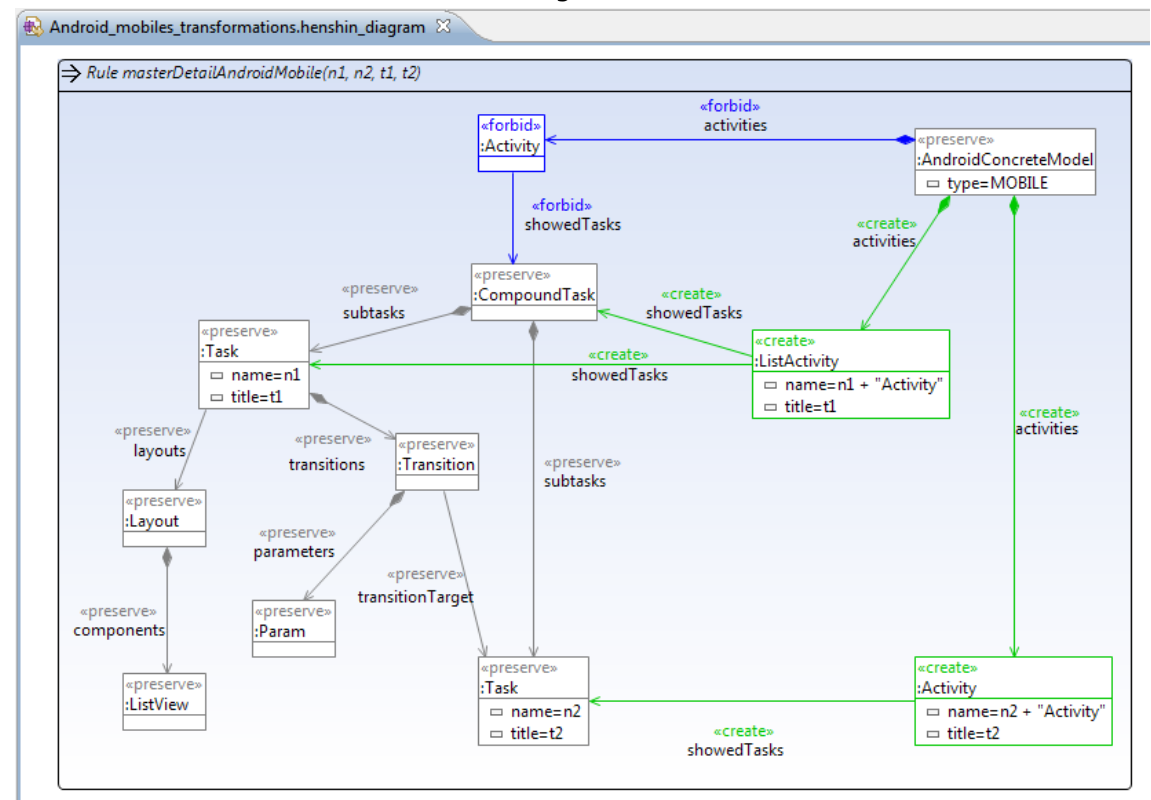 Android_mobiles_transformations.henshin_diagram
Rule masterDetailAndroidMobile(n1, n2, t1, t2)
«forbid»
activities
«forbid»
:Activity
«preserve»
:AndroidConcreteModel
type=MOBILE
«forbid»
showedTasks
«create»
activities
«preserve»
:CompoundTask
«preserve»
subtasks
«create»
showedTasks
«preserve»
:Task
name=n1
title=t1
«create»
showedTasks
«create»
:ListActivity
name=n1 + "Activity"
title=t1
«create»
activities
«preserve»
layouts
«preserve»
transitions
«preserve»
:Transition
«preserve»
subtasks
«preserve»
:Layout
«preserve»
parameters
«preserve»
transitionTarget
«preserve»
components
«preserve»
:Param
«preserve»
:ListView
«preserve»
:Task
name=n2
title=t2
«create»
showedTasks
«create»
:Activity
name=n2 + "Activity"
title=t2